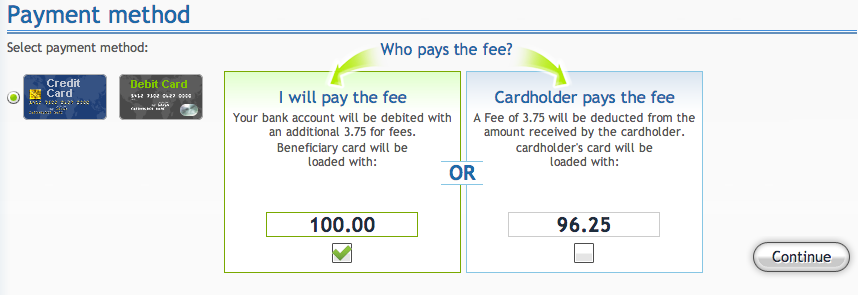 Payment method
Select payment method:
Who pays the fee?
Credit
Card
Debit Card
I will pay the fee
Your bank account will be debited with
an additional 3.75 for fees.
Beneficiary card will be
loaded with:
100.00
OR
Cardholder pays the fee
A Fee of 3.75 will be deducted from the
amount received by the cardholder.
cardholder's card will be
loaded with:
96.25
Continue